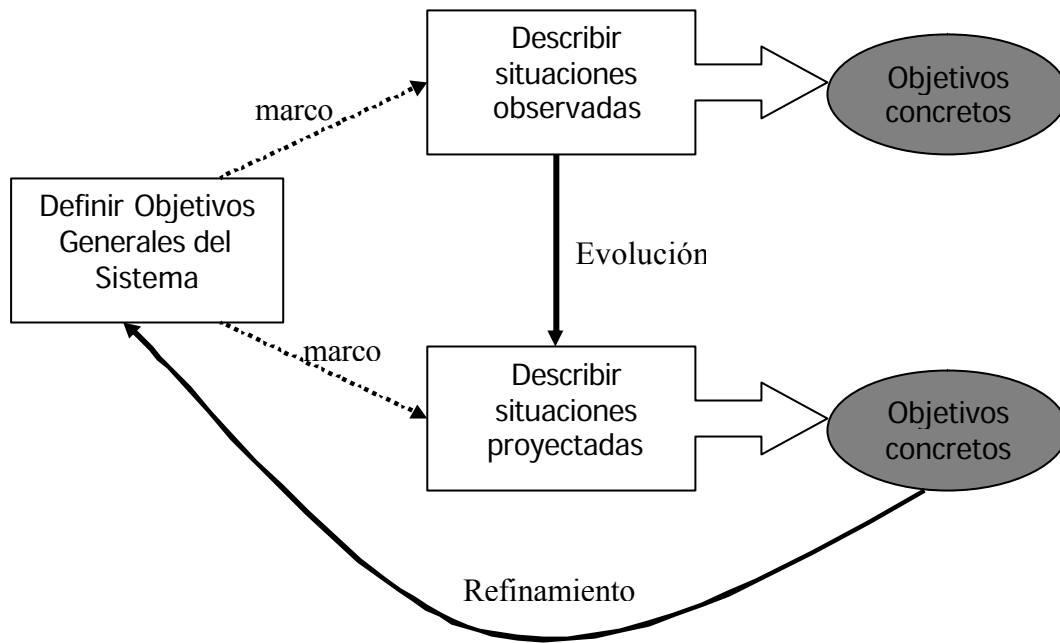 Describir
situaciones
observadas
Objetivos
concretos
marco
Definir Objetivos
Generales del
Sistema
Evolución
marco
Describir
situaciones
proyectadas
Objetivos
concretos
Refinamiento